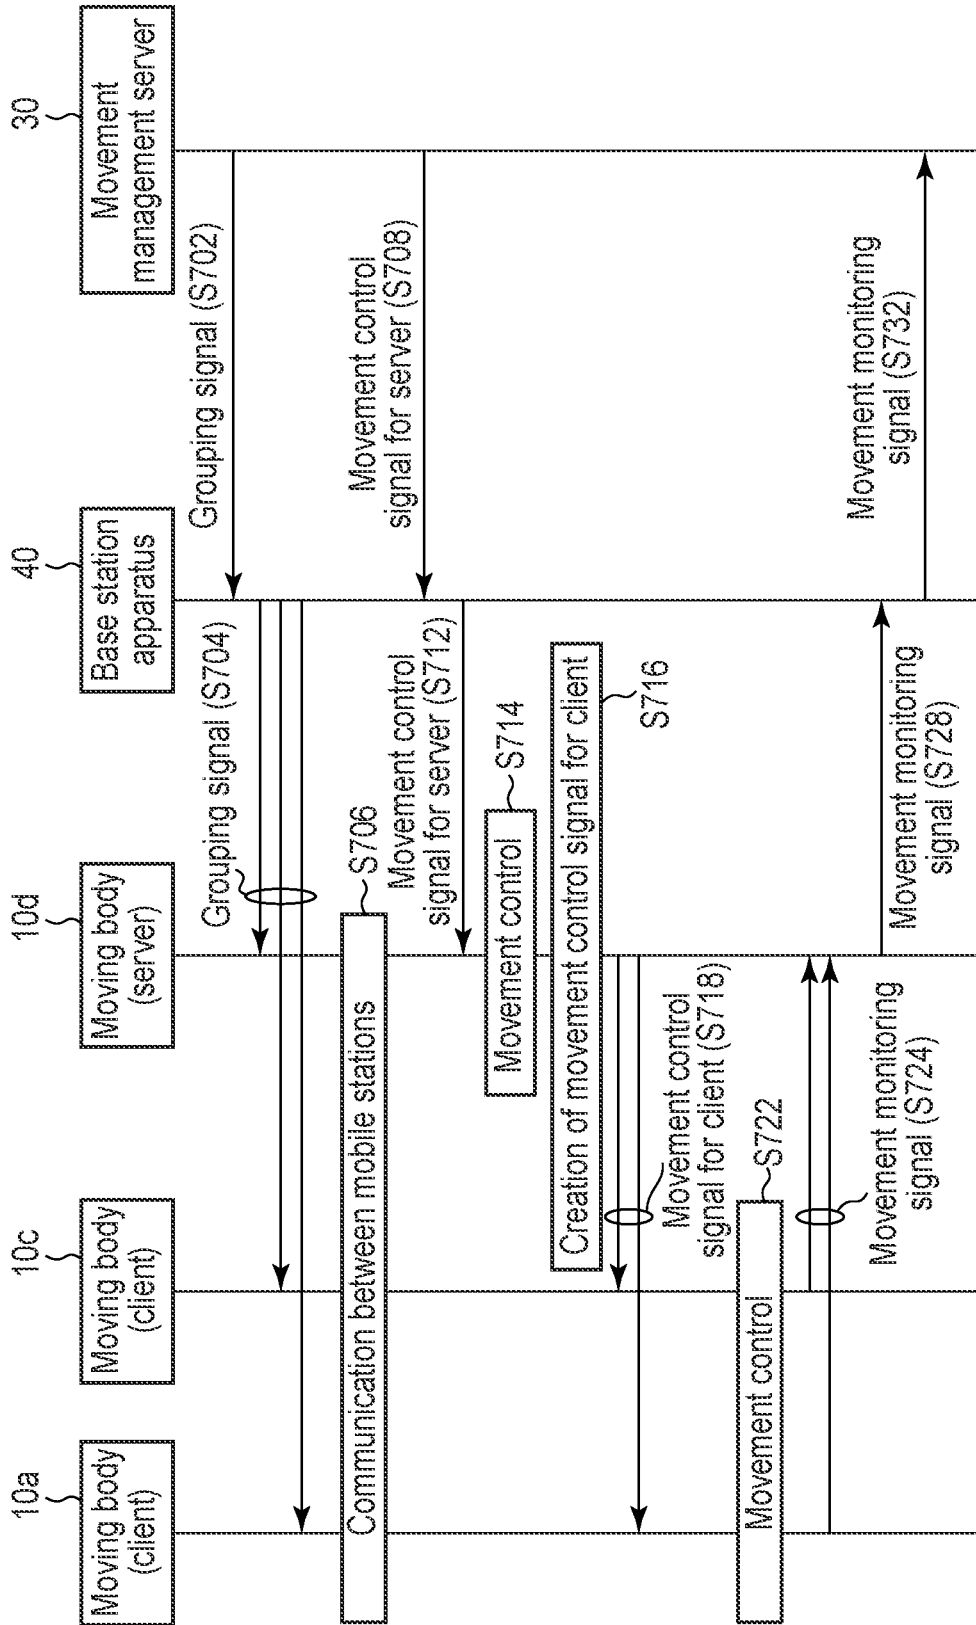 10a
Moving body
(client)
10c
Moving body
(client)
10d
Moving body
(server)
40
Base station
apparatus
30
Movement
management server
Grouping signal (S702)
Grouping signal (S704)
Communication between mobile stations
S706
Movement control
signal for server (S708)
Movement control
signal for server (S712)
Movement control
S714
Creation of movement control signal for client
S716
Movement control
signal for client (S718)
Movement control
S722
Movement monitoring
signal (S724)
Movement monitoring
signal (S728)
Movement monitoring
signal (S732)